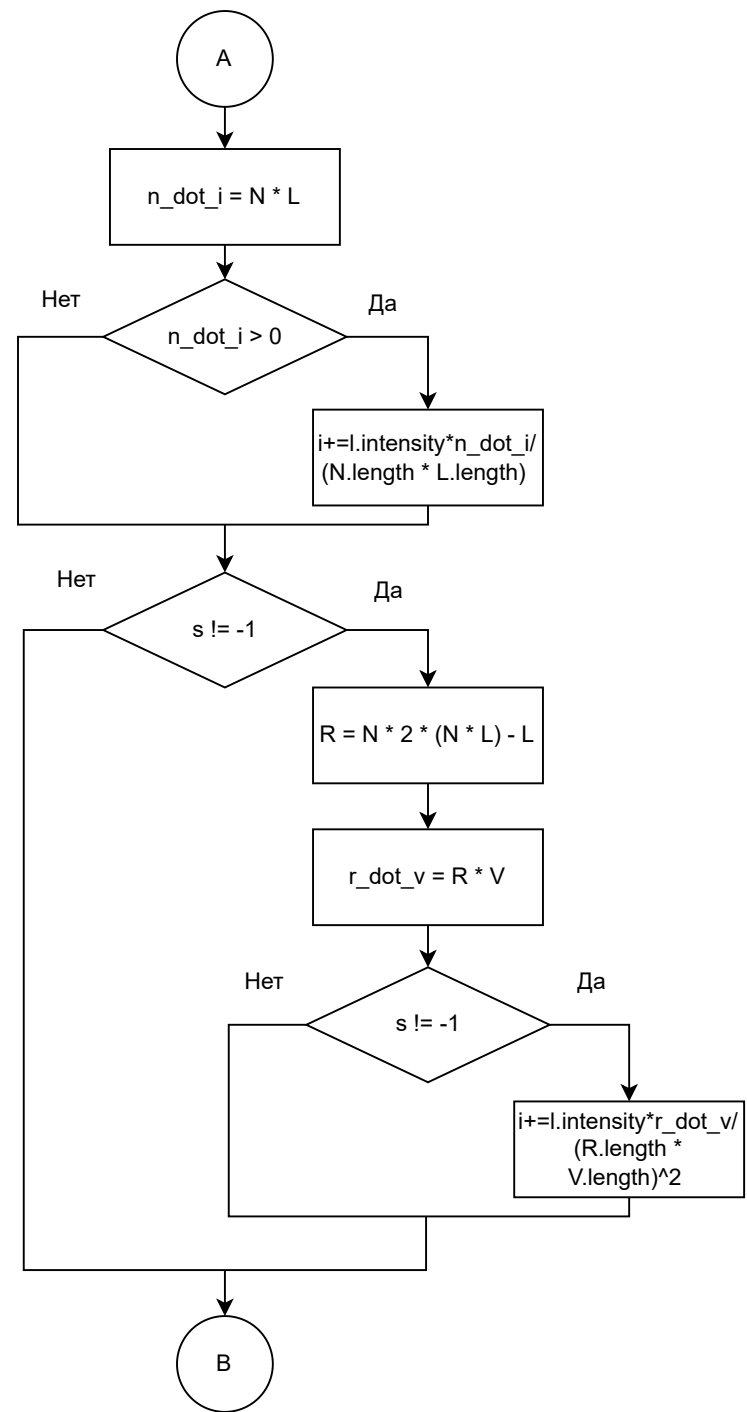 A
n_dot_i = N * L
Нет
Да
n_dot_i > 0
i+=l.intensity*n_dot_i/
(N.length * L.length)
Нет
Да
s != -1
R = N * 2 * (N * L) - L
r_dot_v = R * V
Нет
Да
s != -1
i+=l.intensity*r_dot_v/
(R.length *
V.length)^2
B